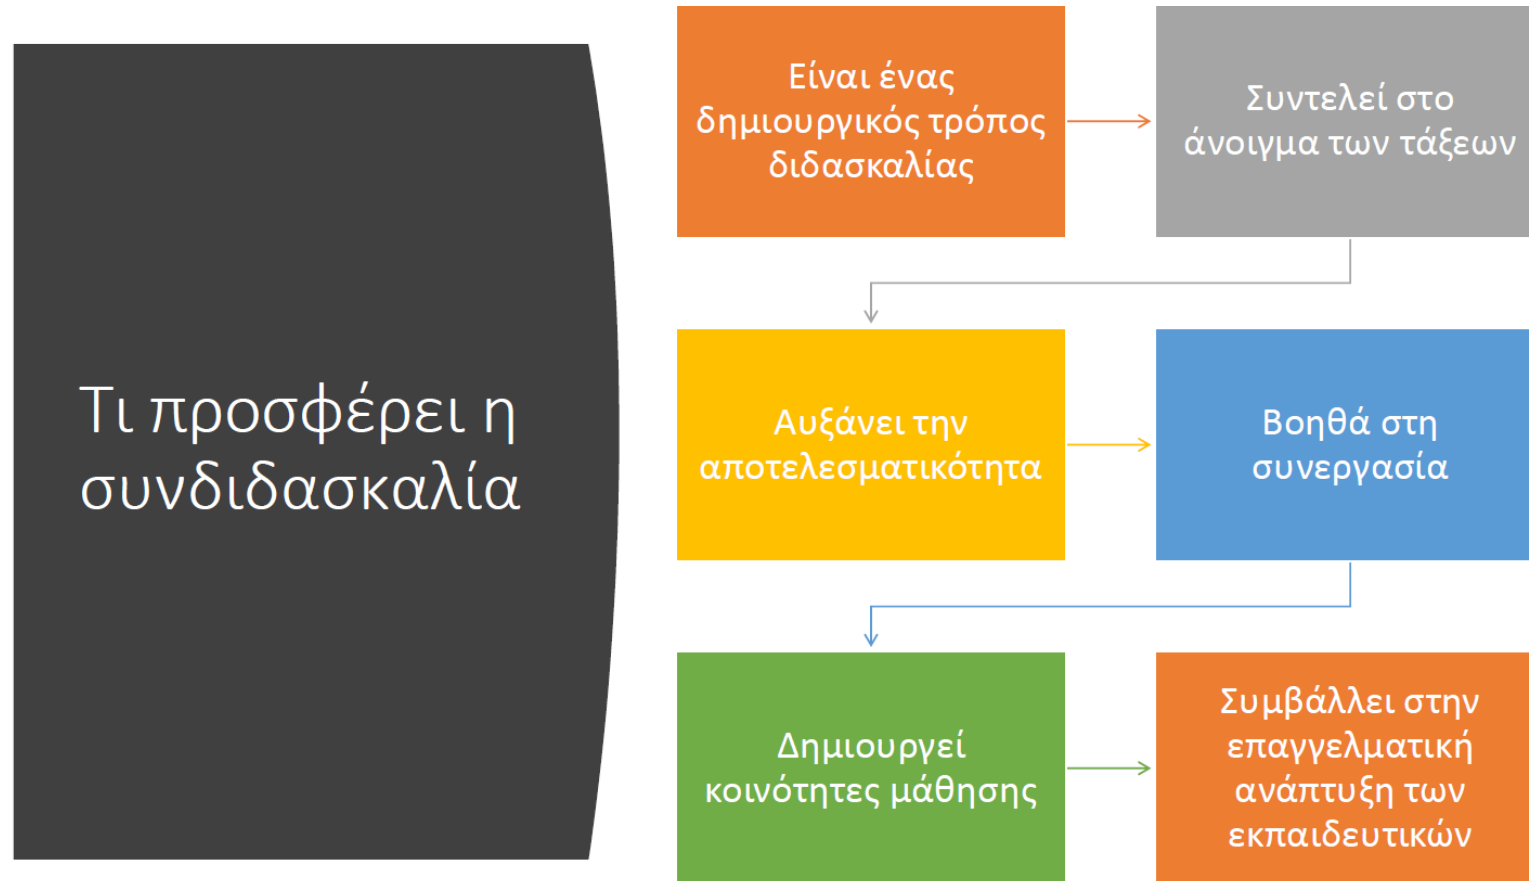 Τι προσφέρει η
συνδιδασκαλία
Είναι ένας
δημιουργικός τρόπος
διδασκαλίας
Συντελεί στο
άνοιγμα των τάξεων
Αυξάνει την
αποτελεσματικότητα
Βοηθά στη
συνεργασία
Δημιουργεί
κοινότητες μάθησης
Συμβάλλει στην
επαγγελματική
ανάπτυξη των
εκπαιδευτικών